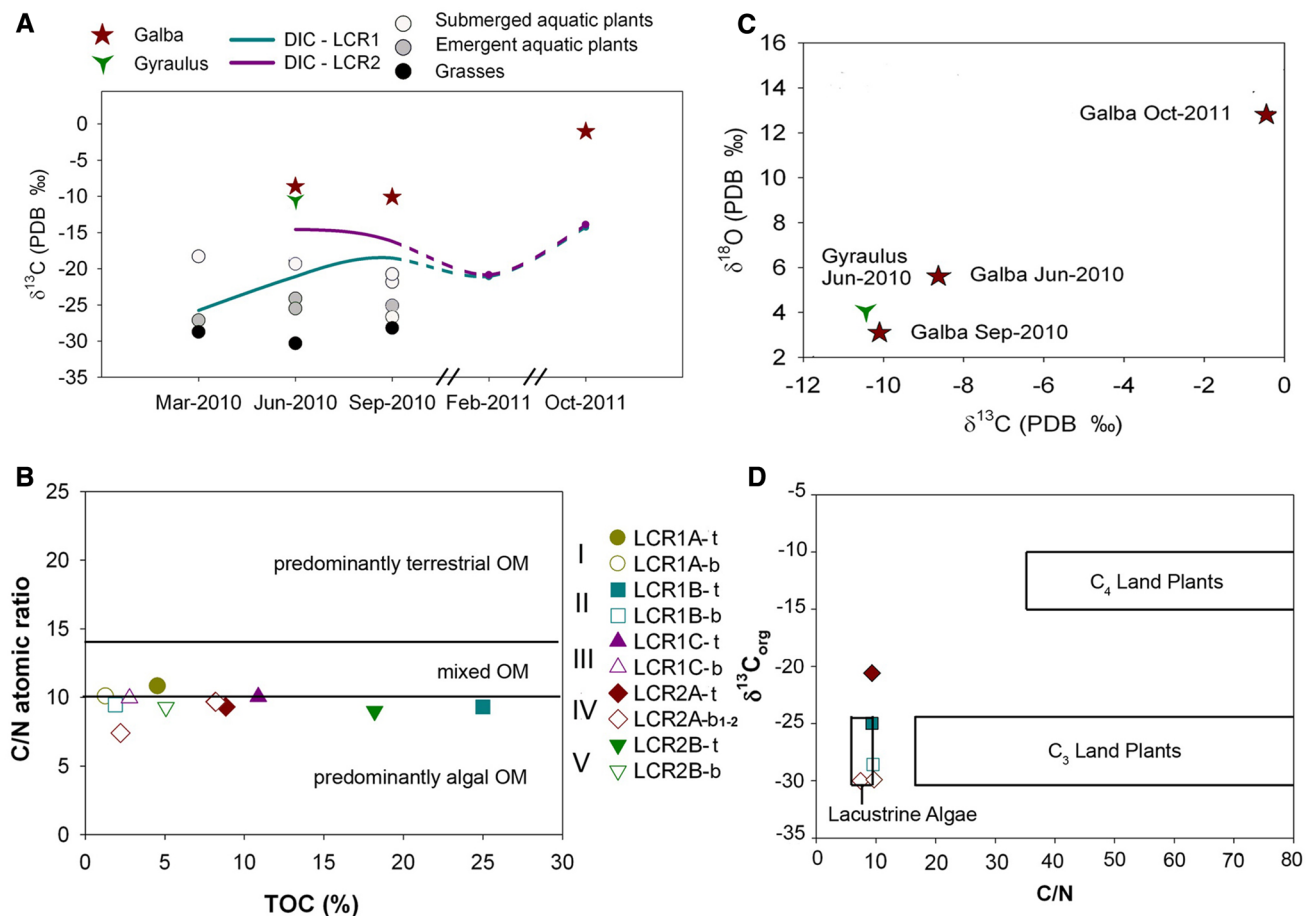 A
Galba
Gyraulus
DIC - LCR1
DIC - LCR2
Submerged aquatic plants
Emergent aquatic plants
Grasses
δ13C (PDB ‰)
0
-5
-10
-15
-20
-25
-30
-35
Mar-2010 Jun-2010 Sep-2010 Feb-2011 Oct-2011
C
δ18O (PDB ‰)
16
14
12
10
8
6
4
2
Galba Oct-2011
Gyraulus
Jun-2010
Galba Jun-2010
Galba Sep-2010
-12 -10 -8 -6 -4 -2 0
δ13C (PDB ‰)
B
C/N atomic ratio
25
20
15
10
5
0
predominantly terrestrial OM
mixed OM
predominantly algal OM
0 5 10 15 20 25 30
TOC (%)
I
II
III
IV
V
LCR1A-t
LCR1A-b
LCR1B-t
LCR1B-b
LCR1C-t
LCR1C-b
LCR2A-t
LCR2A-b1-2
LCR2B-t
LCR2B-b
D
δ13Corg
-5
-10
-15
-20
-25
-30
-35
C4 Land Plants
C3 Land Plants
Lacustrine Algae
0 10 20 30 40 50 60 70 80
C/N